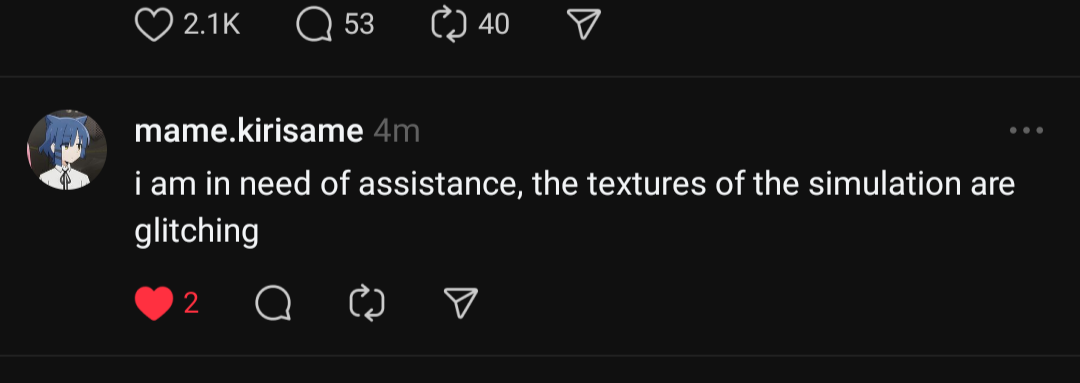 2.1K 53 40
mame.kirisame 4m
i am in need of assistance, the textures of the simulation are
glitching
2